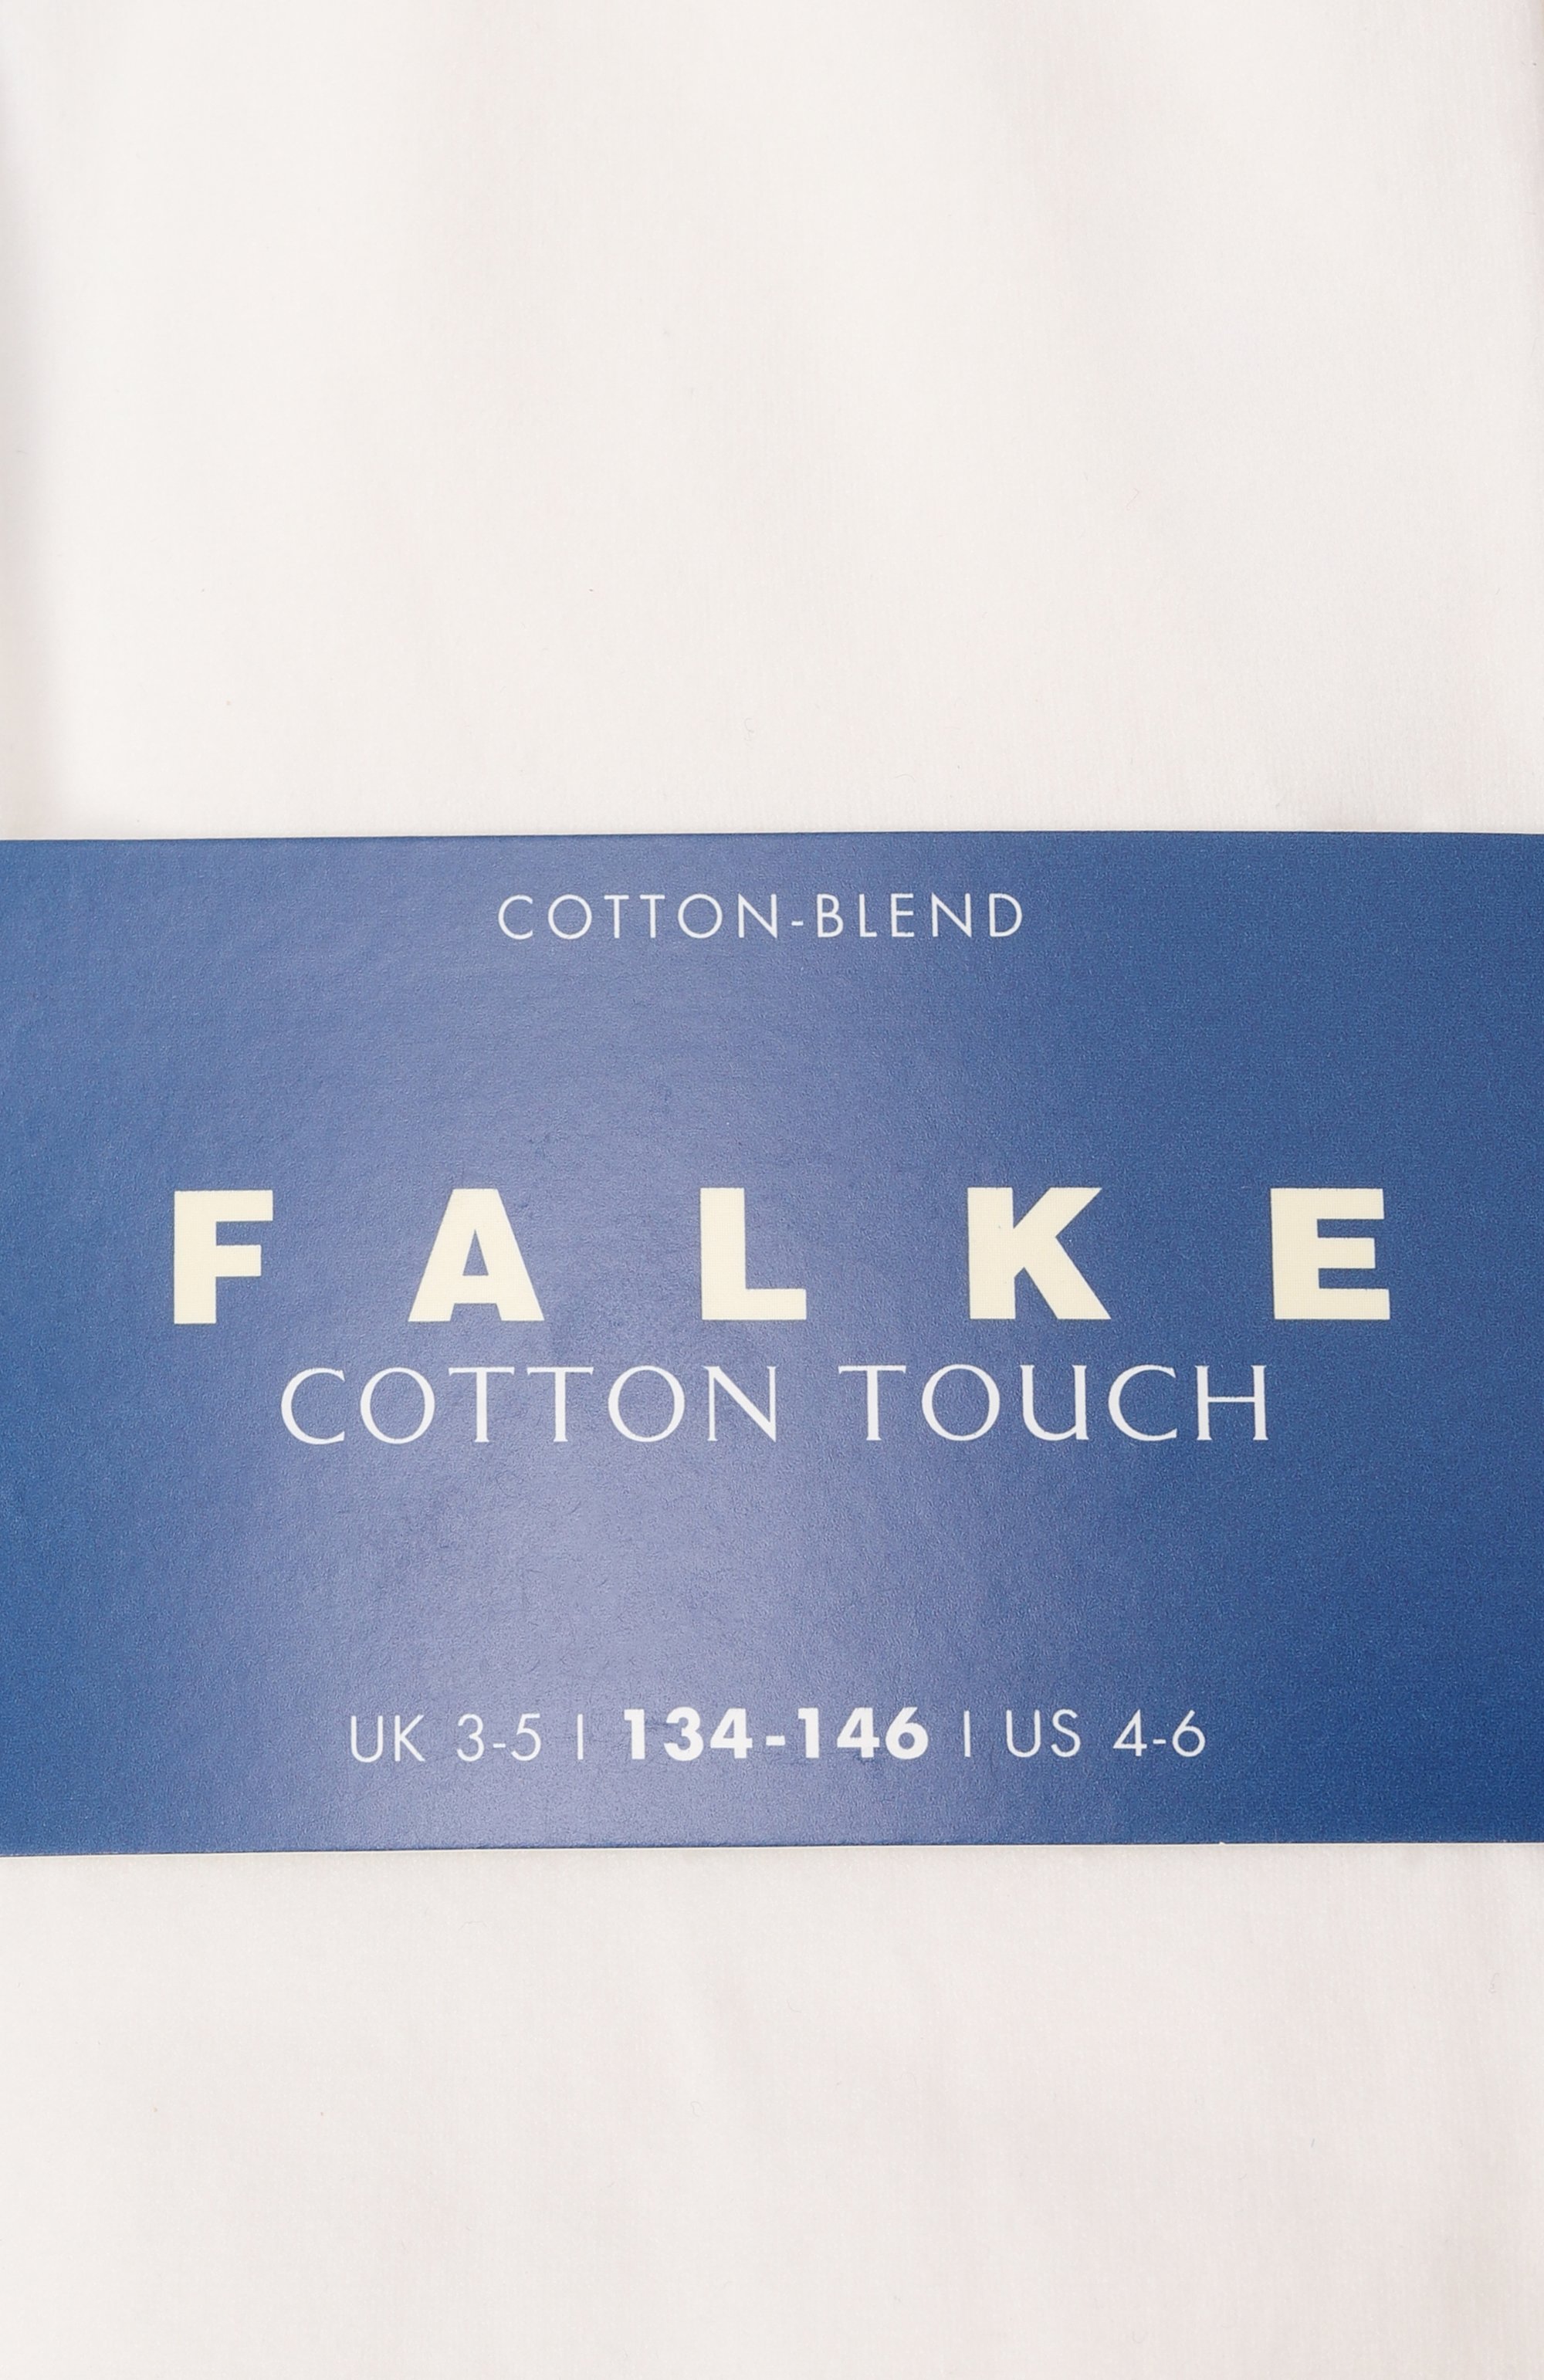 COTTON-BLEND
FALKE
COTTON TOUCH
UK 3-5 | 134-146 | US 4-6